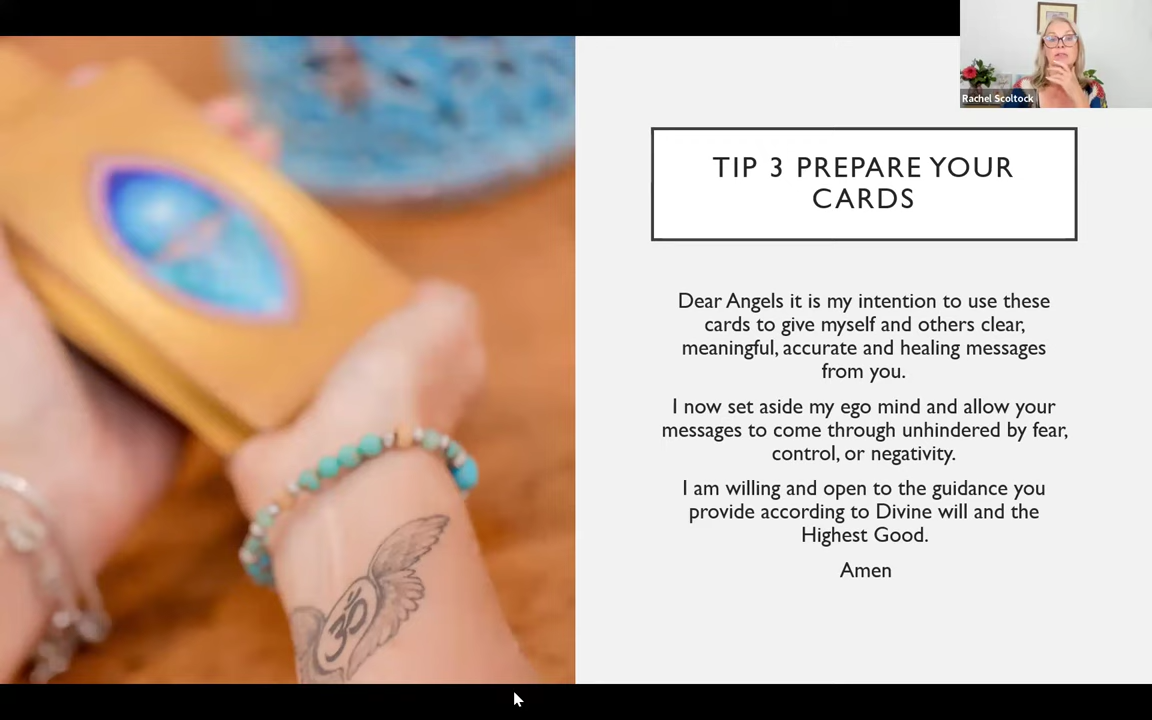 Rachel Scoltock
TIP 3 PREPARE YOUR
CARDS
Dear Angels it is my intention to use these
cards to give myself and others clear,
meaningful, accurate and healing messages
from you.
I now set aside my ego mind and allow your
messages to come through unhindered by fear,
control, or negativity.
I am willing and open to the guidance you
provide according to Divine will and the
Highest Good.
Amen
ॐ